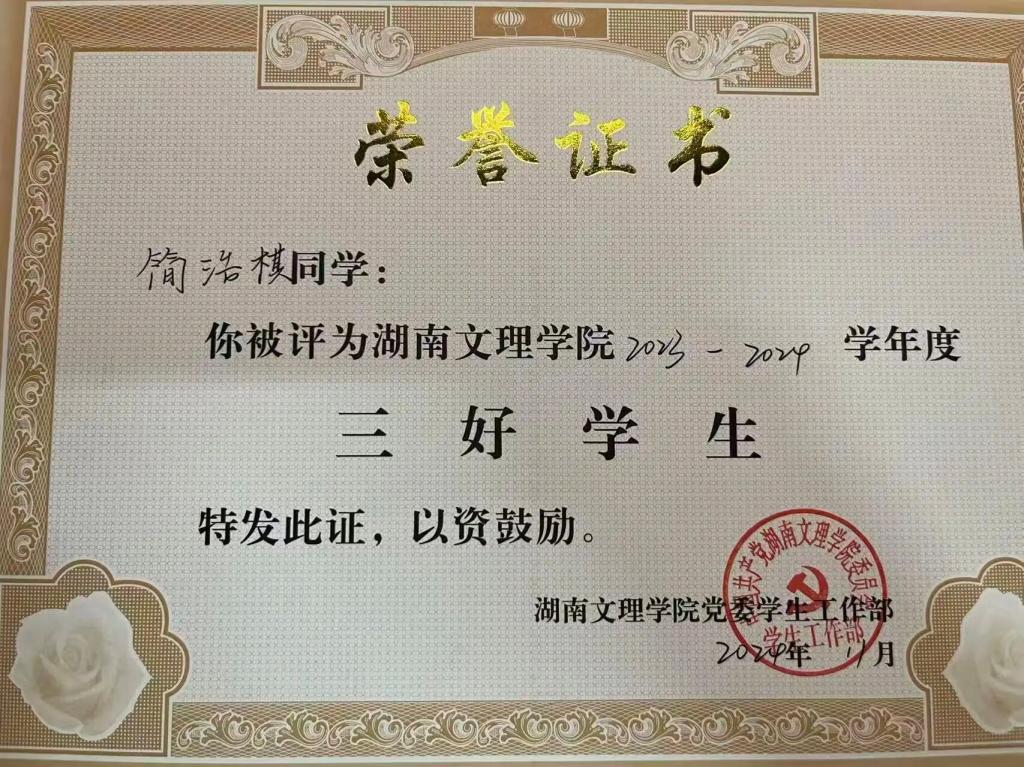 荣誉证书
简浩棋同学：
你被评为湖南文理学院2023-2024学年度
三好学生
特发此证，以资鼓励。
湖南文理学院党委学生工作部
2024年11月
中国共产党湖南文理学院委员会
学生工作部